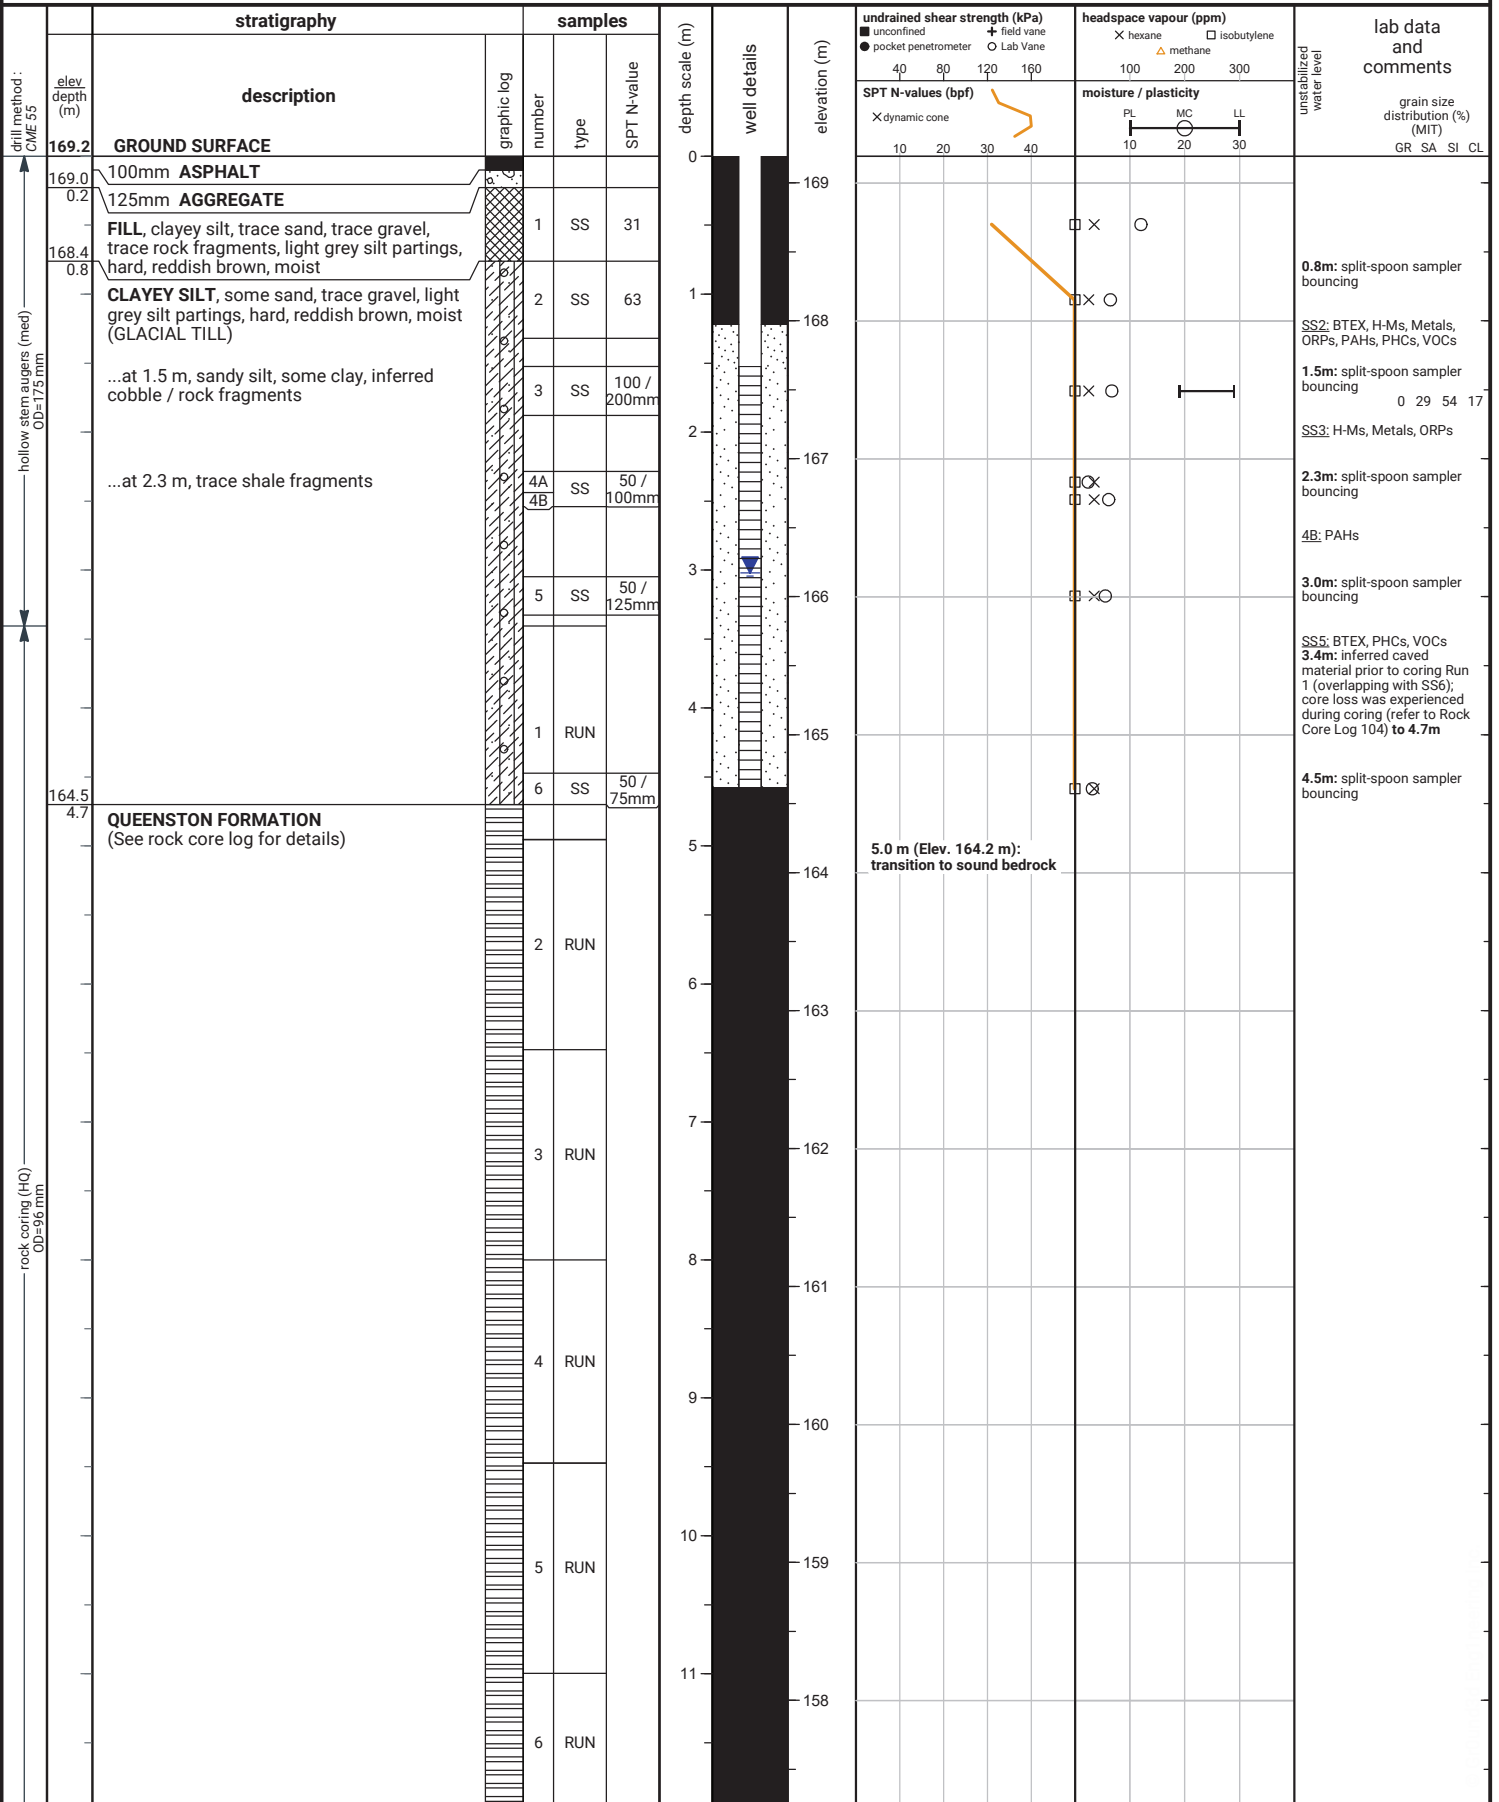 stratigraphy
samples
drill method :
CME 55
elev
depth
(m)
description
graphic log
number
type
SPT N-value
depth scale (m)
well details
elevation (m)
undrained shear strength (kPa)
unconfined
field vane
pocket penetrometer
Lab Vane
40 80 120 160
SPT N-values (bpf)
dynamic cone
10 20 30 40
headspace vapour (ppm)
hexane
isobutylene
methane
100 200 300
moisture / plasticity
PL MC LL
10 20 30
unstabilized
water level
lab data
and
comments
grain size
distribution (%)
(MIT)
GR SA SI CL
169.2 GROUND SURFACE
100mm ASPHALT
169.0
0.2
125mm AGGREGATE
FILL, clayey silt, trace sand, trace gravel,
trace rock fragments, light grey silt partings,
hard, reddish brown, moist
168.4
0.8
CLAYEY SILT, some sand, trace gravel, light
grey silt partings, hard, reddish brown, moist
(GLACIAL TILL)
...at 1.5 m, sandy silt, some clay, inferred
cobble / rock fragments
...at 2.3 m, trace shale fragments
164.5
4.7
QUEENSTON FORMATION
(See rock core log for details)
hollow stem augers (med)
OD=175 mm
rock coring (HQ)
OD=96 mm
1 SS 31
2 SS 63
3 SS 100 /
200mm
4A
4B
SS 50 /
100mm
5 SS 50 /
125mm
1 RUN
6 SS 50 /
75mm
2 RUN
3 RUN
4 RUN
5 RUN
6 RUN
0
1
2
3
4
5
6
7
8
9
10
11
169
168
167
166
165
164
163
162
161
160
159
158
5.0 m (Elev. 164.2 m):
transition to sound bedrock
0.8m: split-spoon sampler
bouncing
SS2: BTEX, H-Ms, Metals,
ORPs, PAHs, PHCs, VOCs
1.5m: split-spoon sampler
bouncing
0 29 54 17
SS3: H-Ms, Metals, ORPs
2.3m: split-spoon sampler
bouncing
4B: PAHs
3.0m: split-spoon sampler
bouncing
SS5: BTEX, PHCs, VOCs
3.4m: inferred caved
material prior to coring Run
1 (overlapping with SS6);
core loss was experienced
during coring (refer to Rock
Core Log 104) to 4.7m
4.5m: split-spoon sampler
bouncing